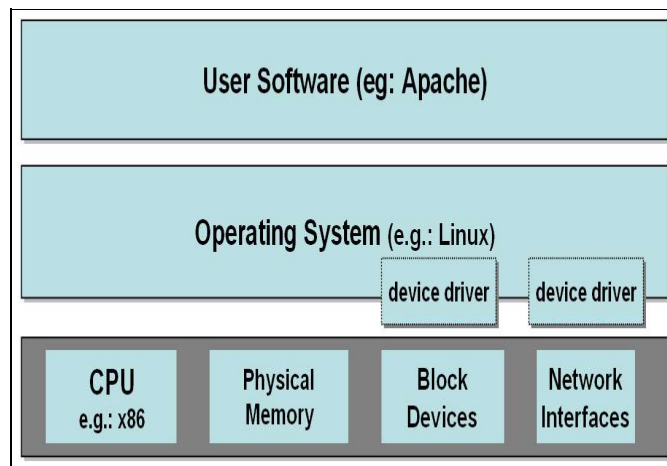 User Software (eg: Apache)
Operating System (e.g.: Linux)
device driver
device driver
CPU
e.g.: x86
Physical
Memory
Block
Devices
Network
Interfaces